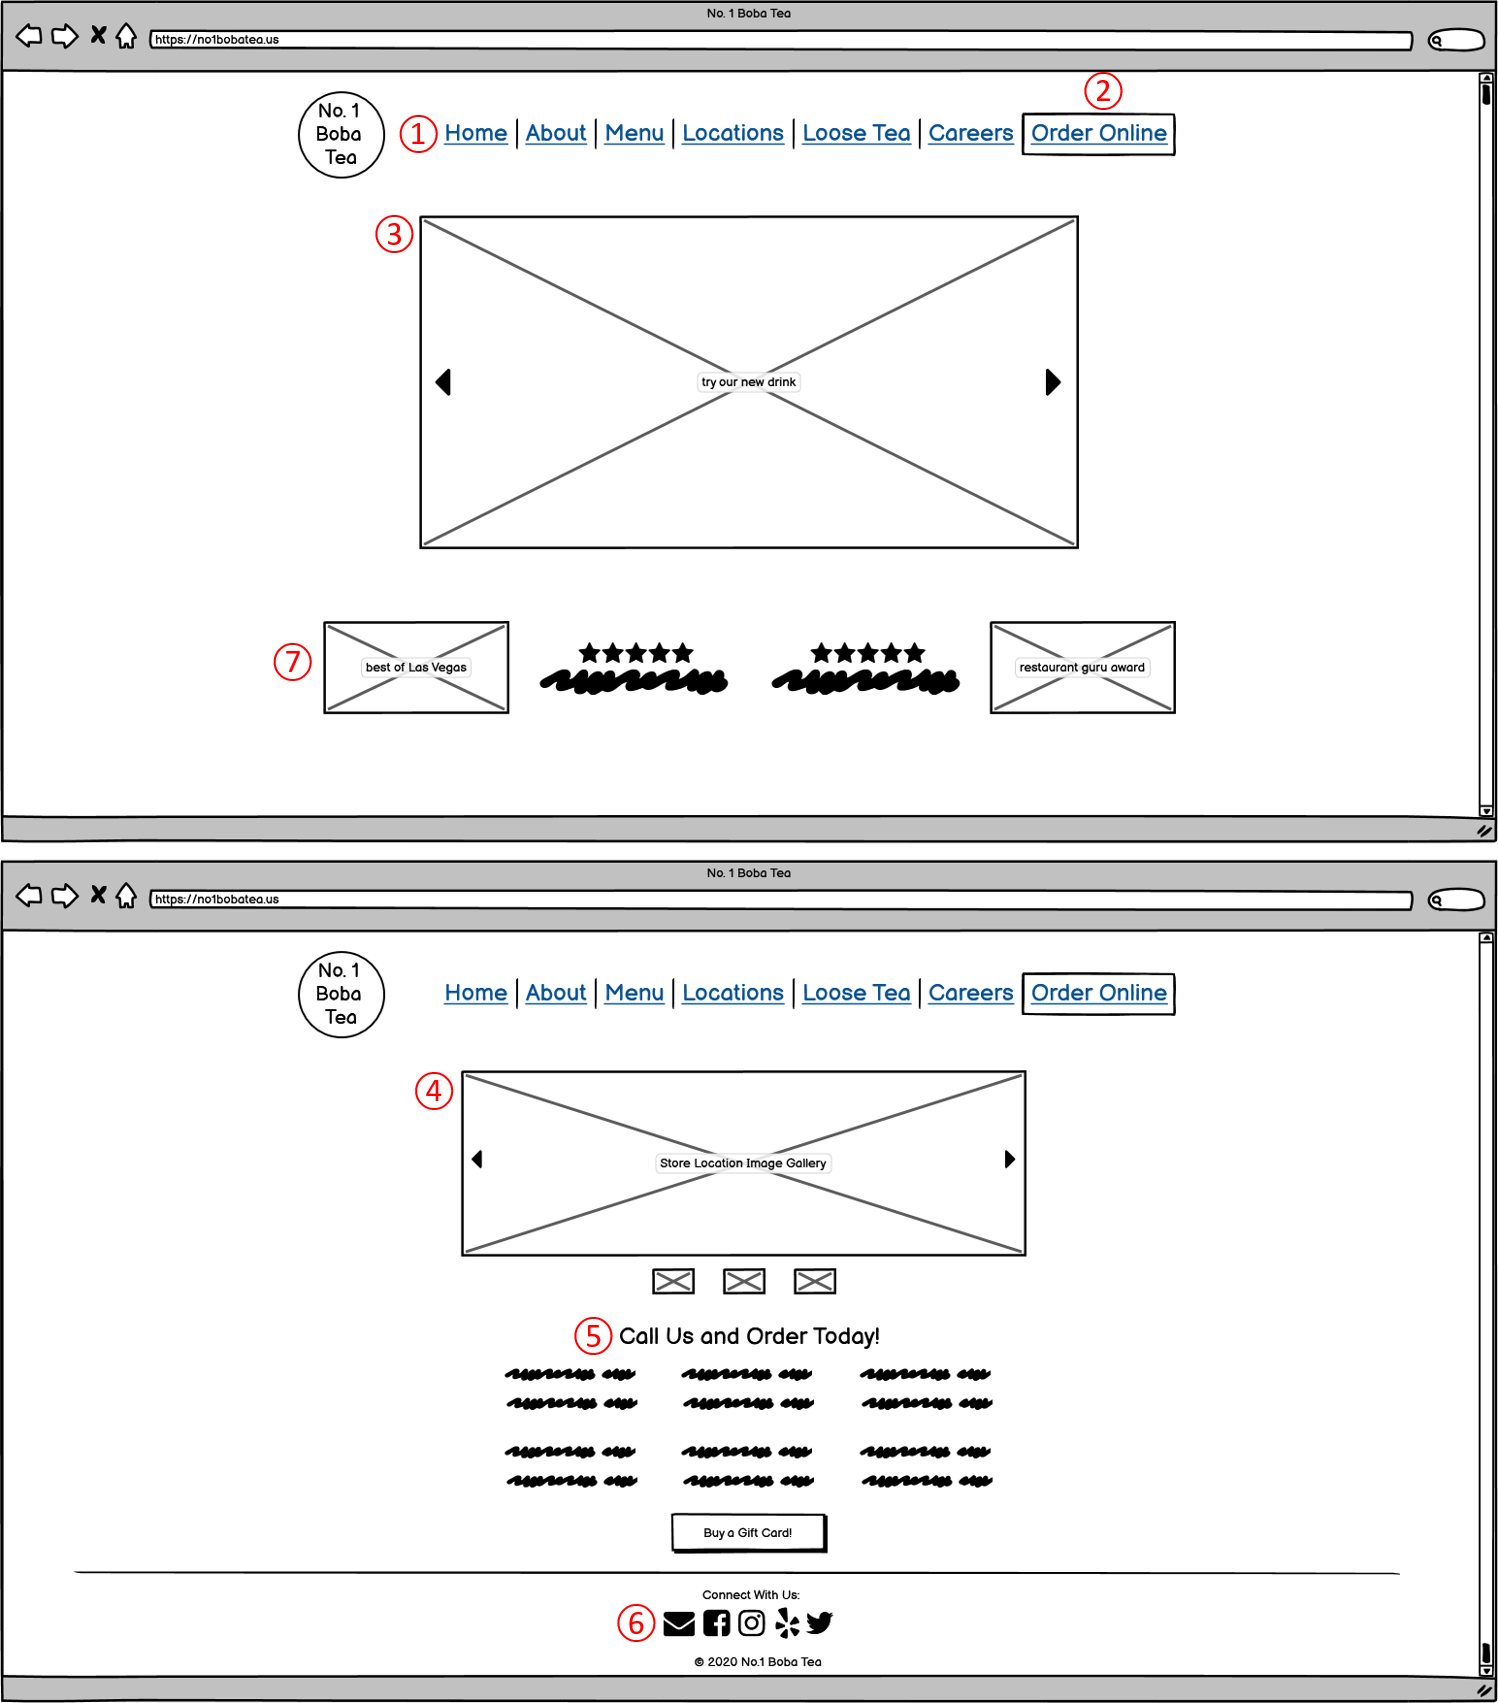 No. 1 Boba Tea
https://no1bobatea.us
2
No. 1
Boba
Tea
1 Home About Menu Locations Loose Tea Careers Order Online
3
try our new drink
7
best of Las Vegas
restaurant guru award
No. 1 Boba Tea
https://no1bobatea.us
No. 1
Boba
Tea
Home About Menu Locations Loose Tea Careers Order Online
4
Store Location Image Gallery
5 Call Us and Order Today!
Buy a Gift Card!
Connect With Us:
6
© 2020 No.1 Boba Tea